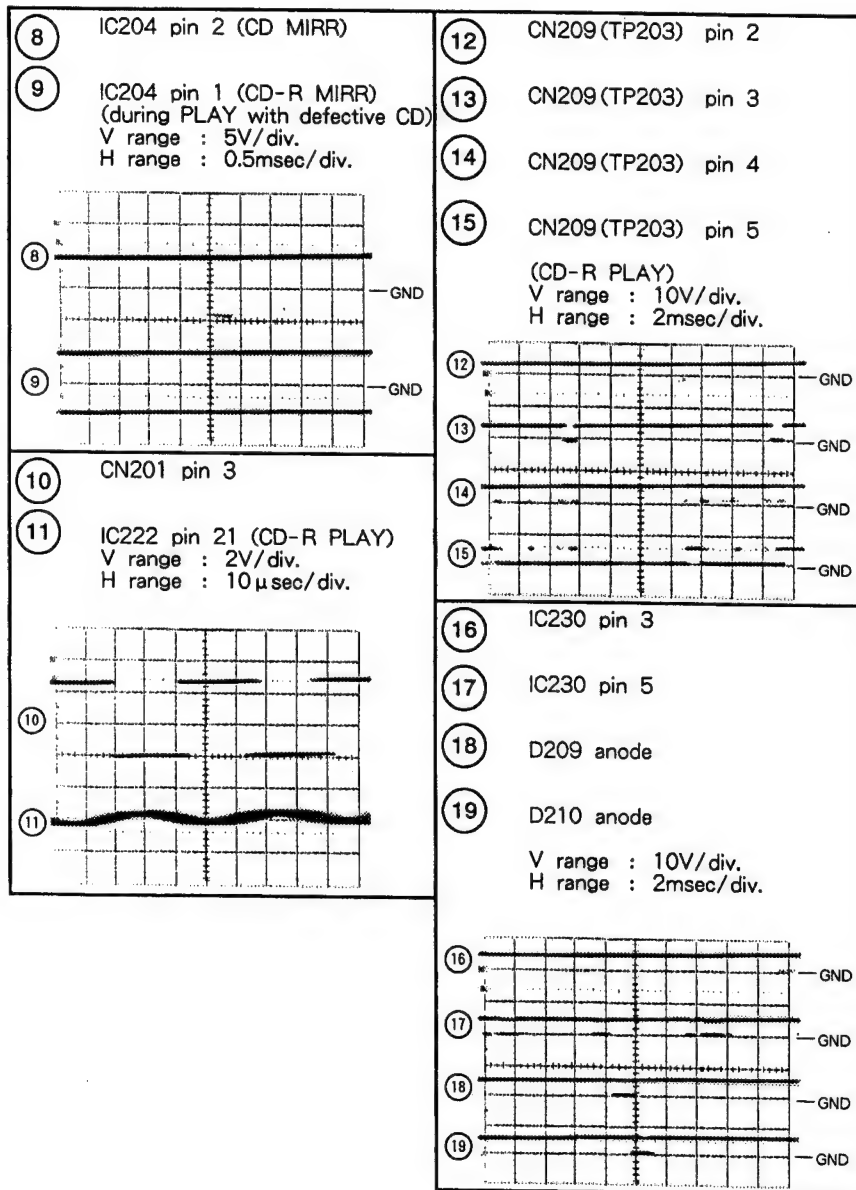 8 IC204 pin 2 (CD MIRR)
9 IC204 pin 1 (CD-R MIRR)
(during PLAY with defective CD)
V range : 5V/div.
H range : 0.5msec/div.
8
GND
9
GND
10 CN201 pin 3
11 IC222 pin 21 (CD-R PLAY)
V range : 2V/div.
H range : 10μsec/div.
10
11
12 CN209(TP203) pin 2
13 CN209(TP203) pin 3
14 CN209(TP203) pin 4
15 CN209(TP203) pin 5
(CD-R PLAY)
V range : 10V/div.
H range : 2msec/div.
12
GND
13
GND
14
GND
15
GND
16 IC230 pin 3
17 IC230 pin 5
18 D209 anode
19 D210 anode
V range : 10V/div.
H range : 2msec/div.
16
GND
17
GND
18
GND
19
GND